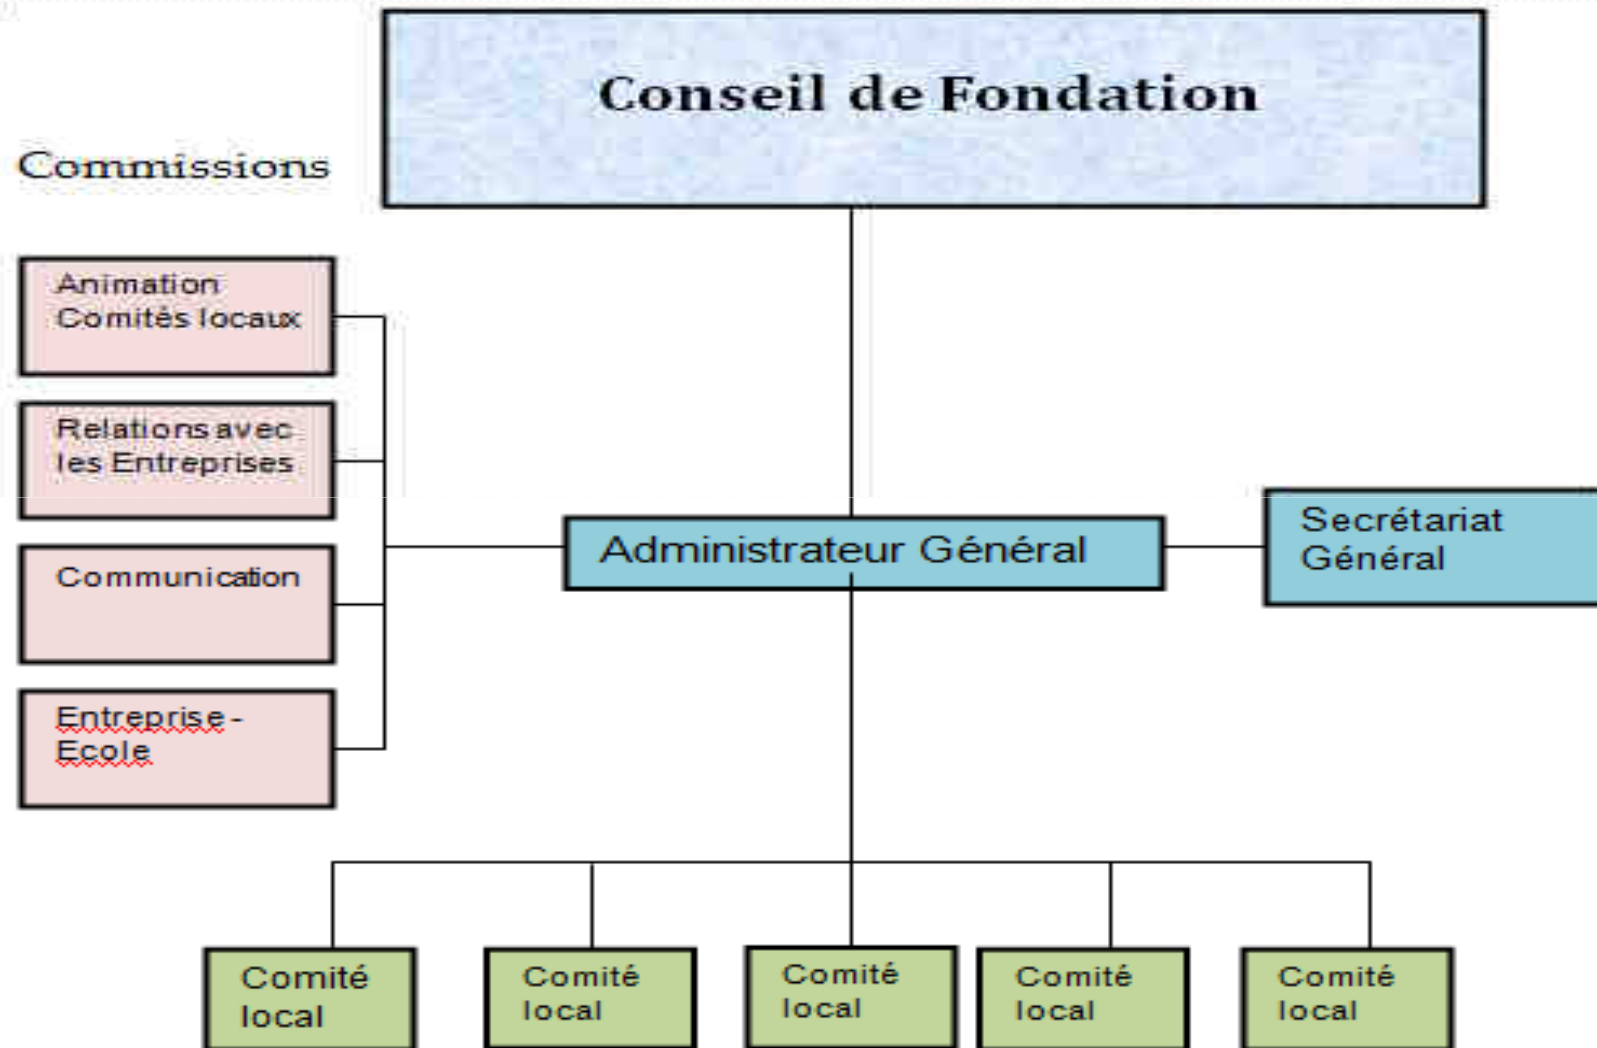 Conseil de Fondation
Commissions
Animation
Comités locaux
Relations avec
les Entreprises
Communication
Entreprise -
Ecole
Administrateur Général
Secrétariat
Général
Comité
local
Comité
local
Comité
local
Comité
local
Comité
local